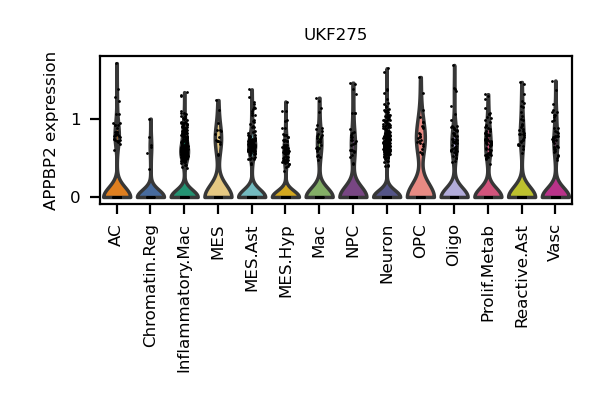 UKF275
APPBP2 expression
1
0
AC
Chromatin.Reg
Inflammatory.Mac
MES
MES.Ast
MES.Hyp
Mac
NPC
Neuron
OPC
Oligo
Prolif.Metab
Reactive.Ast
Vasc